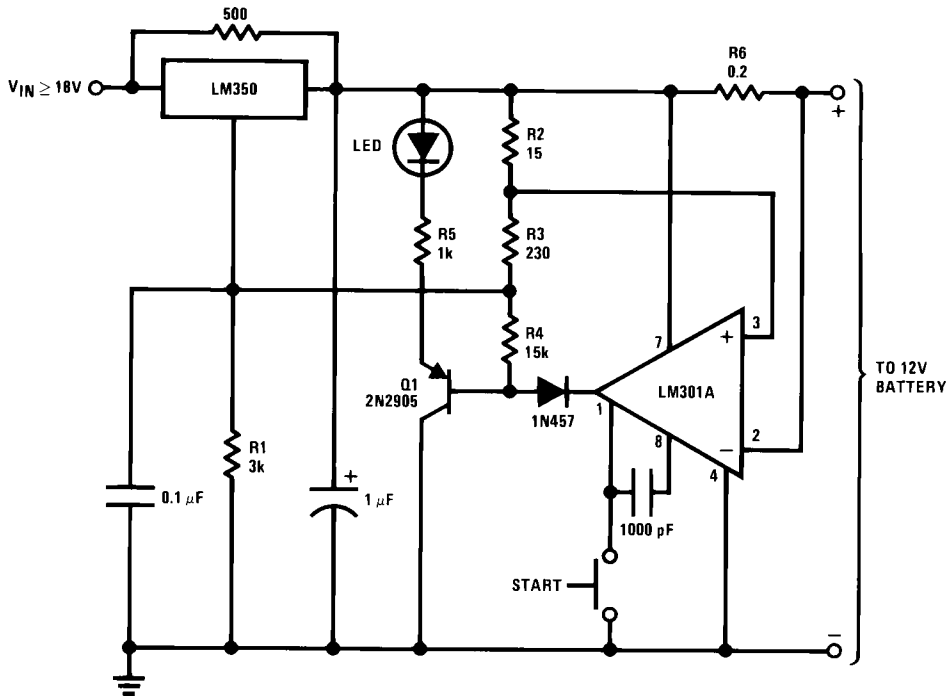 500
V_IN ≥ 18V
LM350
R6
0.2
+
LED
R2
15
R5
1k
R3
230
R4
15k
7
+
3
LM301A
TO 12V
BATTERY
Q1
2N2905
1N457
1
8
−
2
4
R1
3k
0.1 μF
+
1 μF
1000 pF
START
−